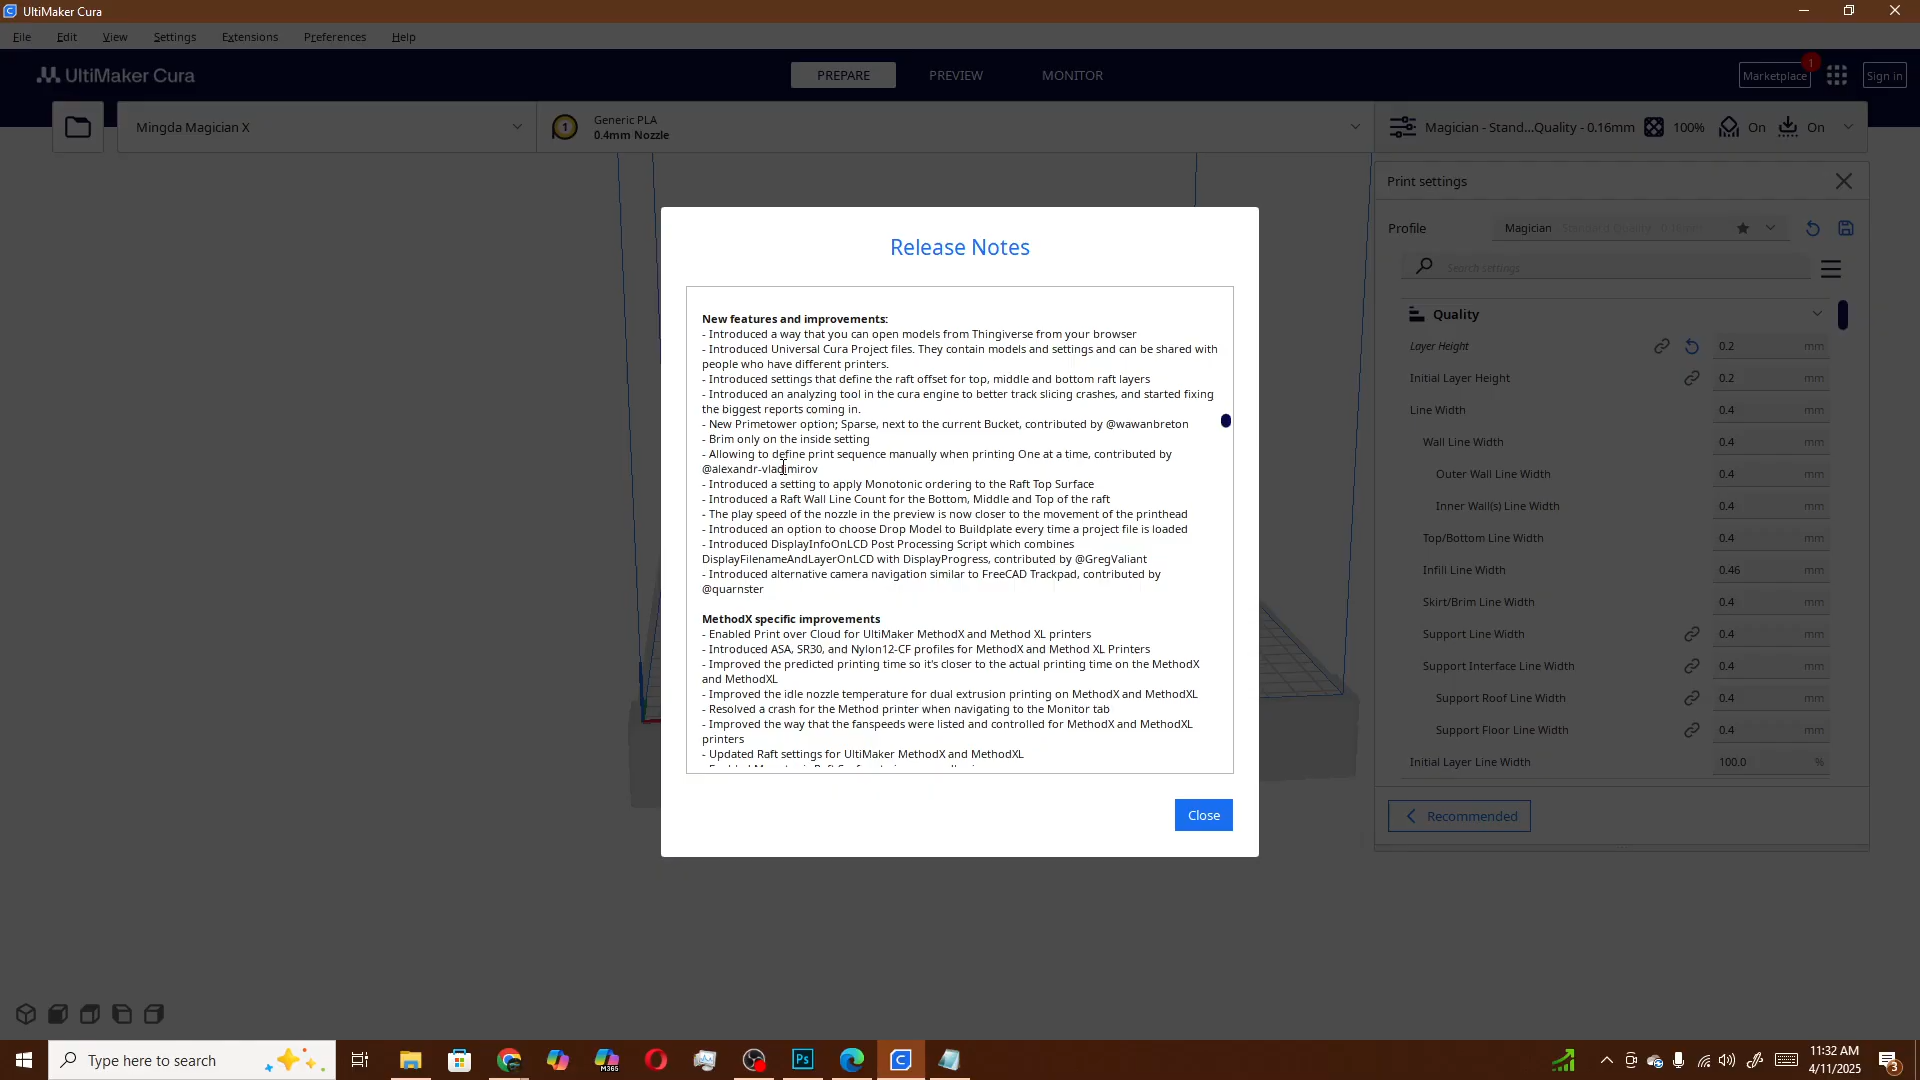 UltiMaker Cura
File Edit View Settings Extensions Preferences Help
UltiMaker Cura
PREPARE PREVIEW MONITOR
Marketplace 1 Sign in
Mingda Magician X
1 Generic PLA
0.4mm Nozzle
Magician - Stand...Quality - 0.16mm 100% On On
Print settings
Profile Magician Standard Quality - 0.16mm
Search settings
Quality
Layer Height 0.2 mm
Initial Layer Height 0.2 mm
Line Width 0.4 mm
Wall Line Width 0.4 mm
Outer Wall Line Width 0.4 mm
Inner Wall(s) Line Width 0.4 mm
Top/Bottom Line Width 0.4 mm
Infill Line Width 0.46 mm
Skirt/Brim Line Width 0.4 mm
Support Line Width 0.4 mm
Support Interface Line Width 0.4 mm
Support Roof Line Width 0.4 mm
Support Floor Line Width 0.4 mm
Initial Layer Line Width 100.0 %
Recommended
Release Notes
New features and improvements:
- Introduced a way that you can open models from Thingiverse from your browser
- Introduced Universal Cura Project files. They contain models and settings and can be shared with
people who have different printers.
- Introduced settings that define the raft offset for top, middle and bottom raft layers
- Introduced an analyzing tool in the cura engine to better track slicing crashes, and started fixing
the biggest reports coming in.
- New Primetower option; Sparse, next to the current Bucket, contributed by @wawanbreton
- Brim only on the inside setting
- Allowing to define print sequence manually when printing One at a time, contributed by
@alexandr-vladimirov
- Introduced a setting to apply Monotonic ordering to the Raft Top Surface
- Introduced a Raft Wall Line Count for the Bottom, Middle and Top of the raft
- The play speed of the nozzle in the preview is now closer to the movement of the printhead
- Introduced an option to choose Drop Model to Buildplate every time a project file is loaded
- Introduced DisplayInfoOnLCD Post Processing Script which combines
DisplayFilenameAndLayerOnLCD with DisplayProgress, contributed by @GregValiant
- Introduced alternative camera navigation similar to FreeCAD Trackpad, contributed by
@quarnster
MethodX specific improvements
- Enabled Print over Cloud for UltiMaker MethodX and Method XL printers
- Introduced ASA, SR30, and Nylon12-CF profiles for MethodX and Method XL Printers
- Improved the predicted printing time so it's closer to the actual printing time on the MethodX
and MethodXL
- Improved the idle nozzle temperature for dual extrusion printing on MethodX and MethodXL
- Resolved a crash for the Method printer when navigating to the Monitor tab
- Improved the way that the fanspeeds were listed and controlled for MethodX and MethodXL
printers
- Updated Raft settings for UltiMaker MethodX and MethodXL
Close
Type here to search
M365
Ps
11:32 AM
4/11/2025
3